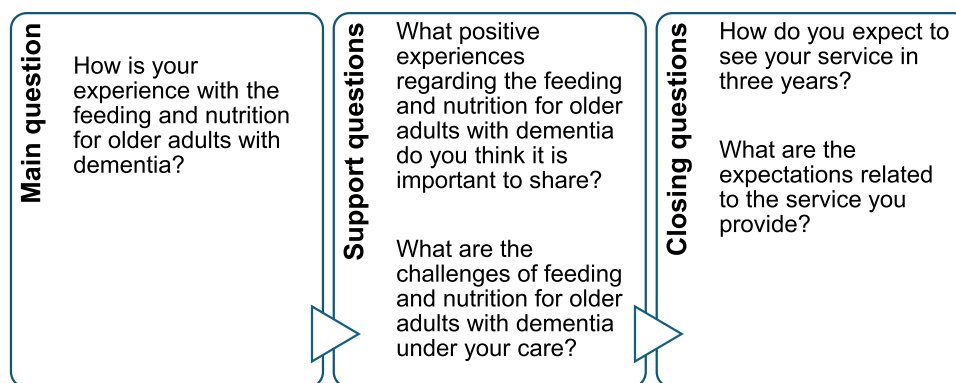 Main question
How is your
experience with the
feeding and nutrition
for older adults with
dementia?
Support questions
What positive
experiences
regarding the feeding
and nutrition for older
adults with dementia
do you think it is
important to share?
What are the
challenges of feeding
and nutrition for older
adults with dementia
under your care?
Closing questions
How do you expect to
see your service in
three years?
What are the
expectations related
to the service you
provide?